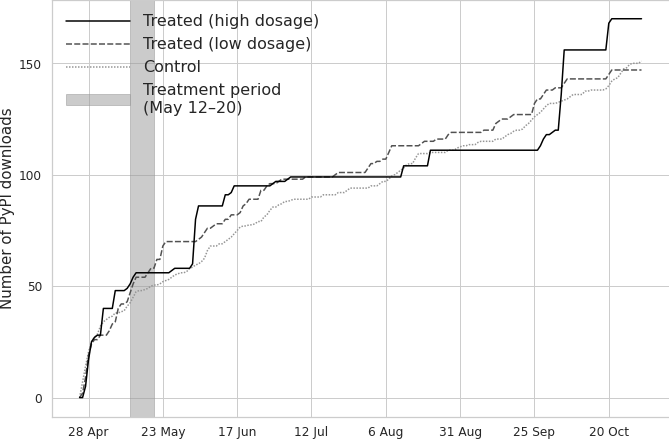 Treated (high dosage)
Treated (low dosage)
Control
Treatment period
(May 12–20)
Number of PyPI downloads
150
100
50
0
28 Apr
23 May
17 Jun
12 Jul
6 Aug
31 Aug
25 Sep
20 Oct